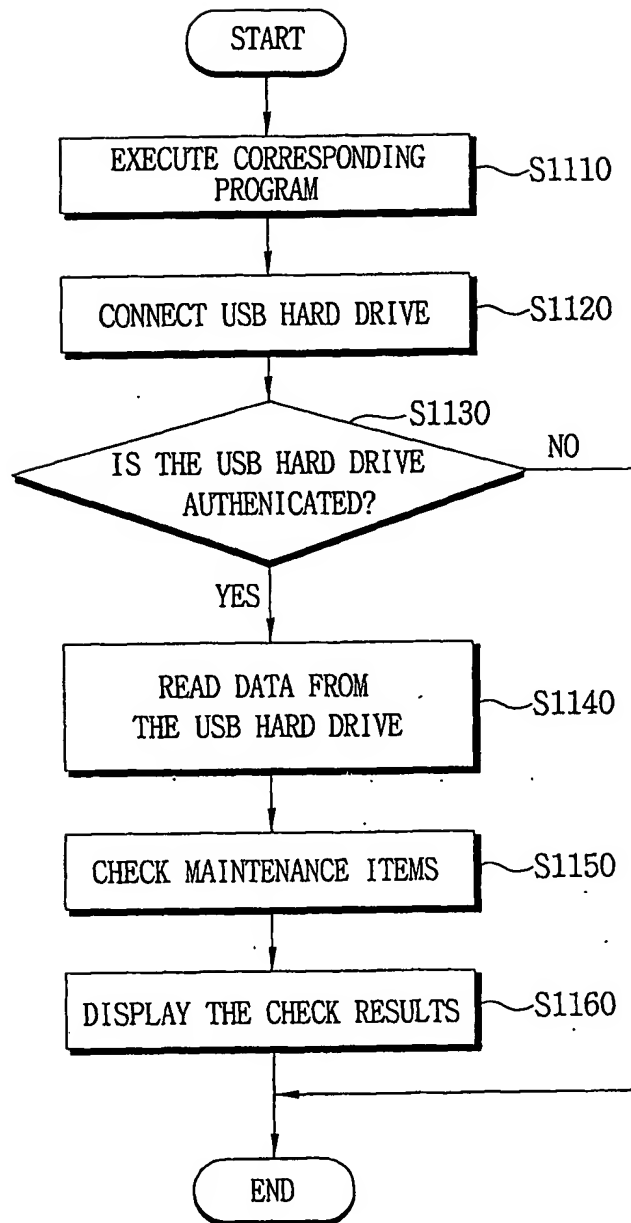 START
EXECUTE CORRESPONDING
PROGRAM
S1110
CONNECT USB HARD DRIVE
S1120
S1130
IS THE USB HARD DRIVE
AUTHENICATED?
NO
YES
READ DATA FROM
THE USB HARD DRIVE
S1140
CHECK MAINTENANCE ITEMS
S1150
DISPLAY THE CHECK RESULTS
S1160
END